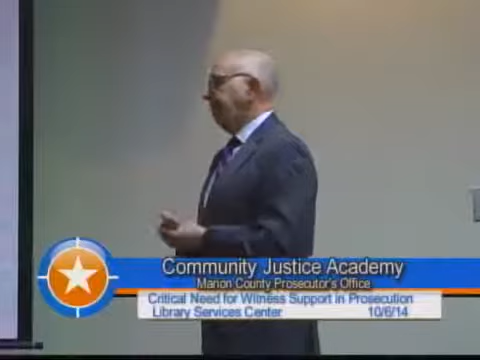 Community Justice Academy
Marion County Prosecutor's Office
Critical Need for Witness Support in Prosecution
Library Services Center 10/6/14